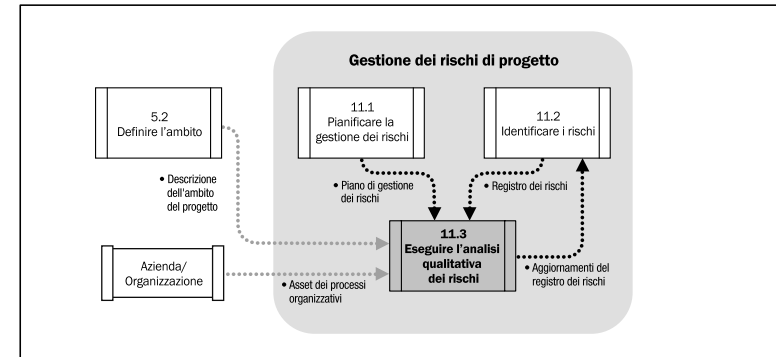 Gestione dei rischi di progetto
5.2
Definire l'ambito
11.1
Pianificare la
gestione dei rischi
11.2
Identificare i rischi
• Descrizione
dell'ambito
del progetto
• Piano di gestione
dei rischi
• Registro dei rischi
11.3
Eseguire l'analisi
qualitativa
dei rischi
Azienda/
Organizzazione
• Asset dei processi
organizzativi
• Aggiornamenti del
registro dei rischi